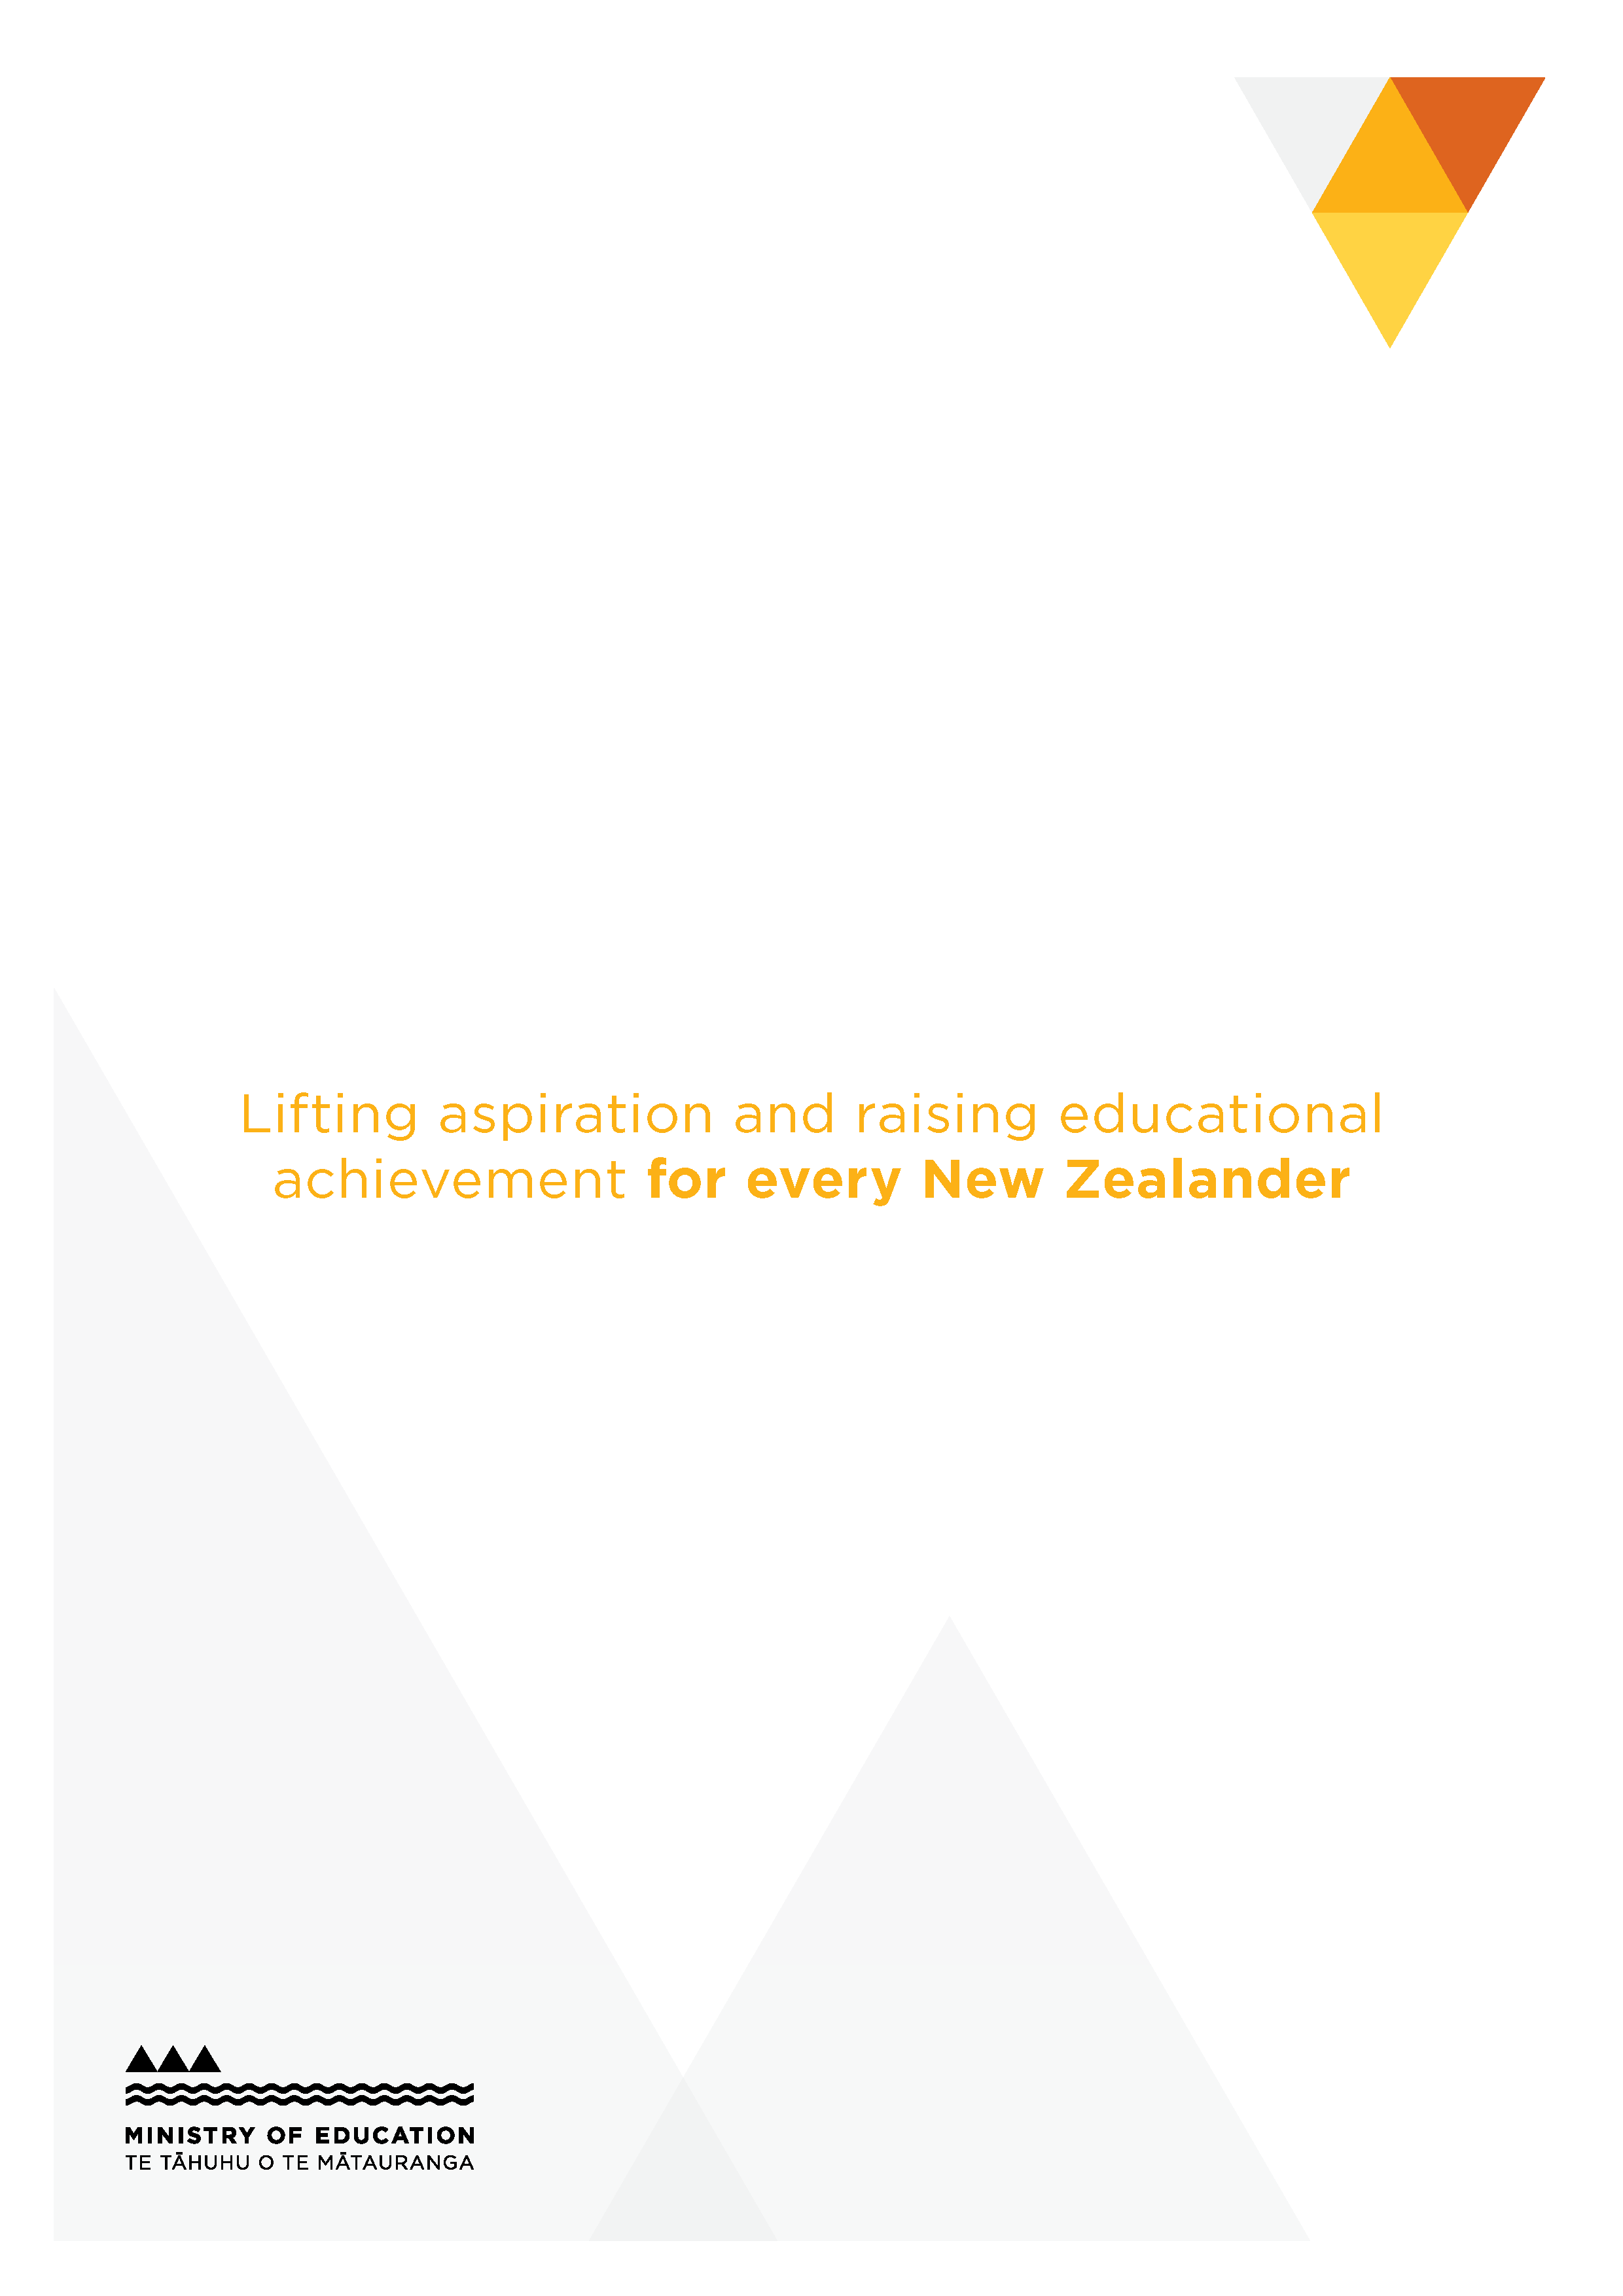 Lifting aspiration and raising educational
achievement for every New Zealander
MINISTRY OF EDUCATION
TE TĀHUHU O TE MĀTAURANGA